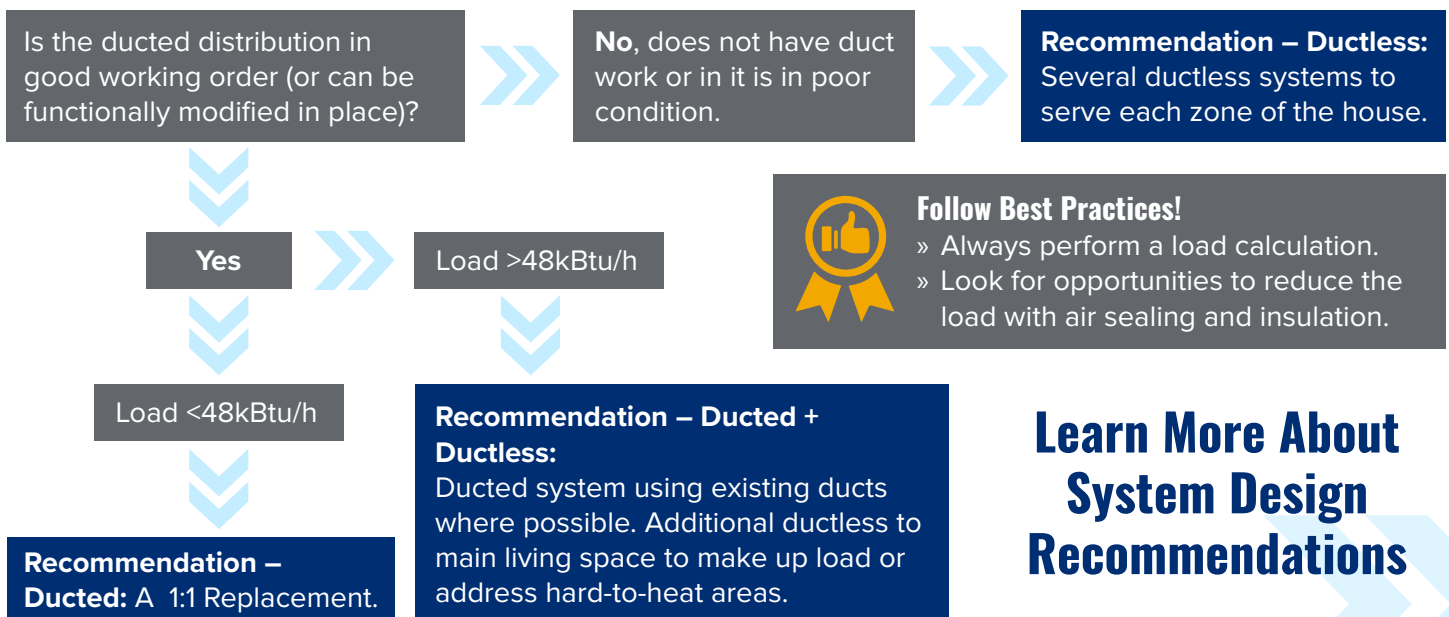 Is the ducted distribution in
good working order (or can be
functionally modified in place)?
No, does not have duct
work or in it is in poor
condition.
Recommendation – Ductless:
Several ductless systems to
serve each zone of the house.
Follow Best Practices!
» Always perform a load calculation.
» Look for opportunities to reduce the
load with air sealing and insulation.
Yes
Load >48kBtu/h
Load <48kBtu/h
Recommendation –
Ducted: A 1:1 Replacement.
Recommendation – Ducted +
Ductless:
Ducted system using existing ducts
where possible. Additional ductless to
main living space to make up load or
address hard-to-heat areas.
Learn More About
System Design
Recommendations